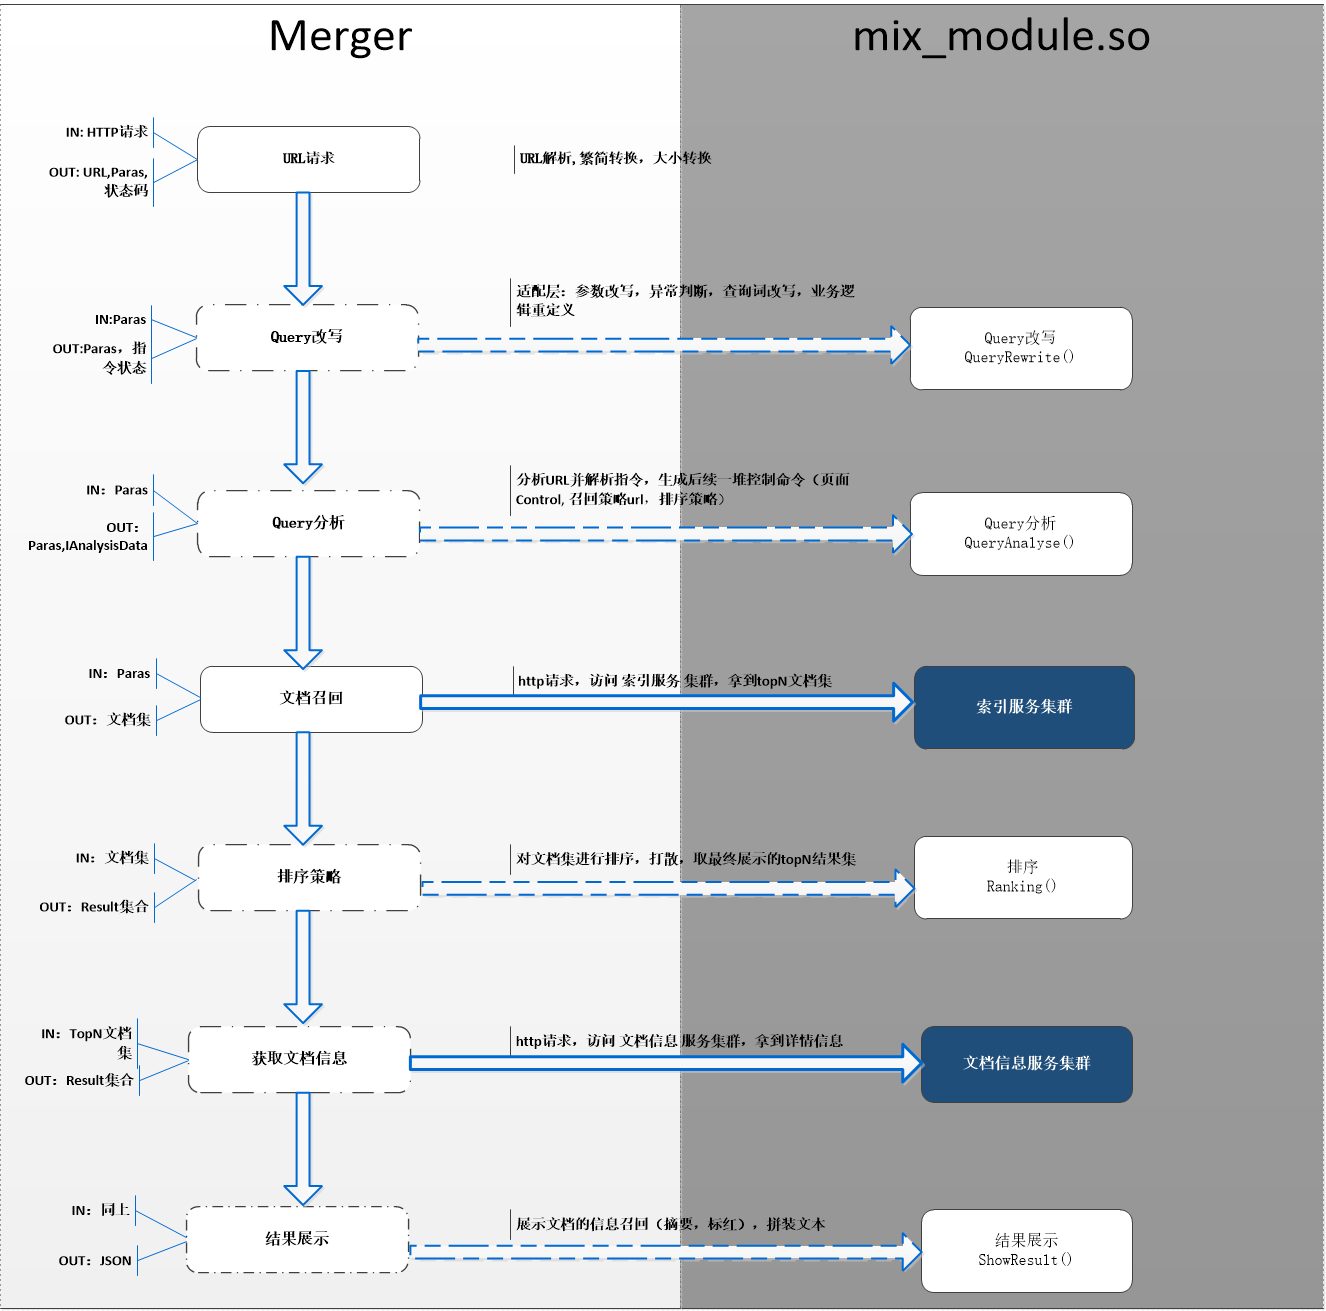 Merger
mix_module.so
IN: HTTP请求
OUT: URL,Paras,
状态码
URL请求
URL解析,繁简转换，大小转换
IN:Paras
OUT:Paras，指
令状态
Query改写
适配层：参数改写，异常判断，查询词改写，业务逻
辑重定义
Query改写
QueryRewrite()
IN：Paras
OUT：
Paras,IAnalysisData
Query分析
分析URL并解析指令，生成后续一堆控制命令（页面
Control,召回策略url，排序策略）
Query分析
QueryAnalyse()
IN：Paras
OUT：文档集
文档召回
http请求，访问 索引服务 集群，拿到topN文档集
索引服务集群
IN：文档集
OUT：Result集合
排序策略
对文档集进行排序，打散，取最终展示的topN结果集
排序
Ranking()
IN：TopN文档
集
OUT：Result集合
获取文档信息
http请求，访问 文档信息 服务集群，拿到详情信息
文档信息服务集群
IN：同上
OUT：JSON
结果展示
展示文档的信息召回（摘要，标红），拼装文本
结果展示
ShowResult()